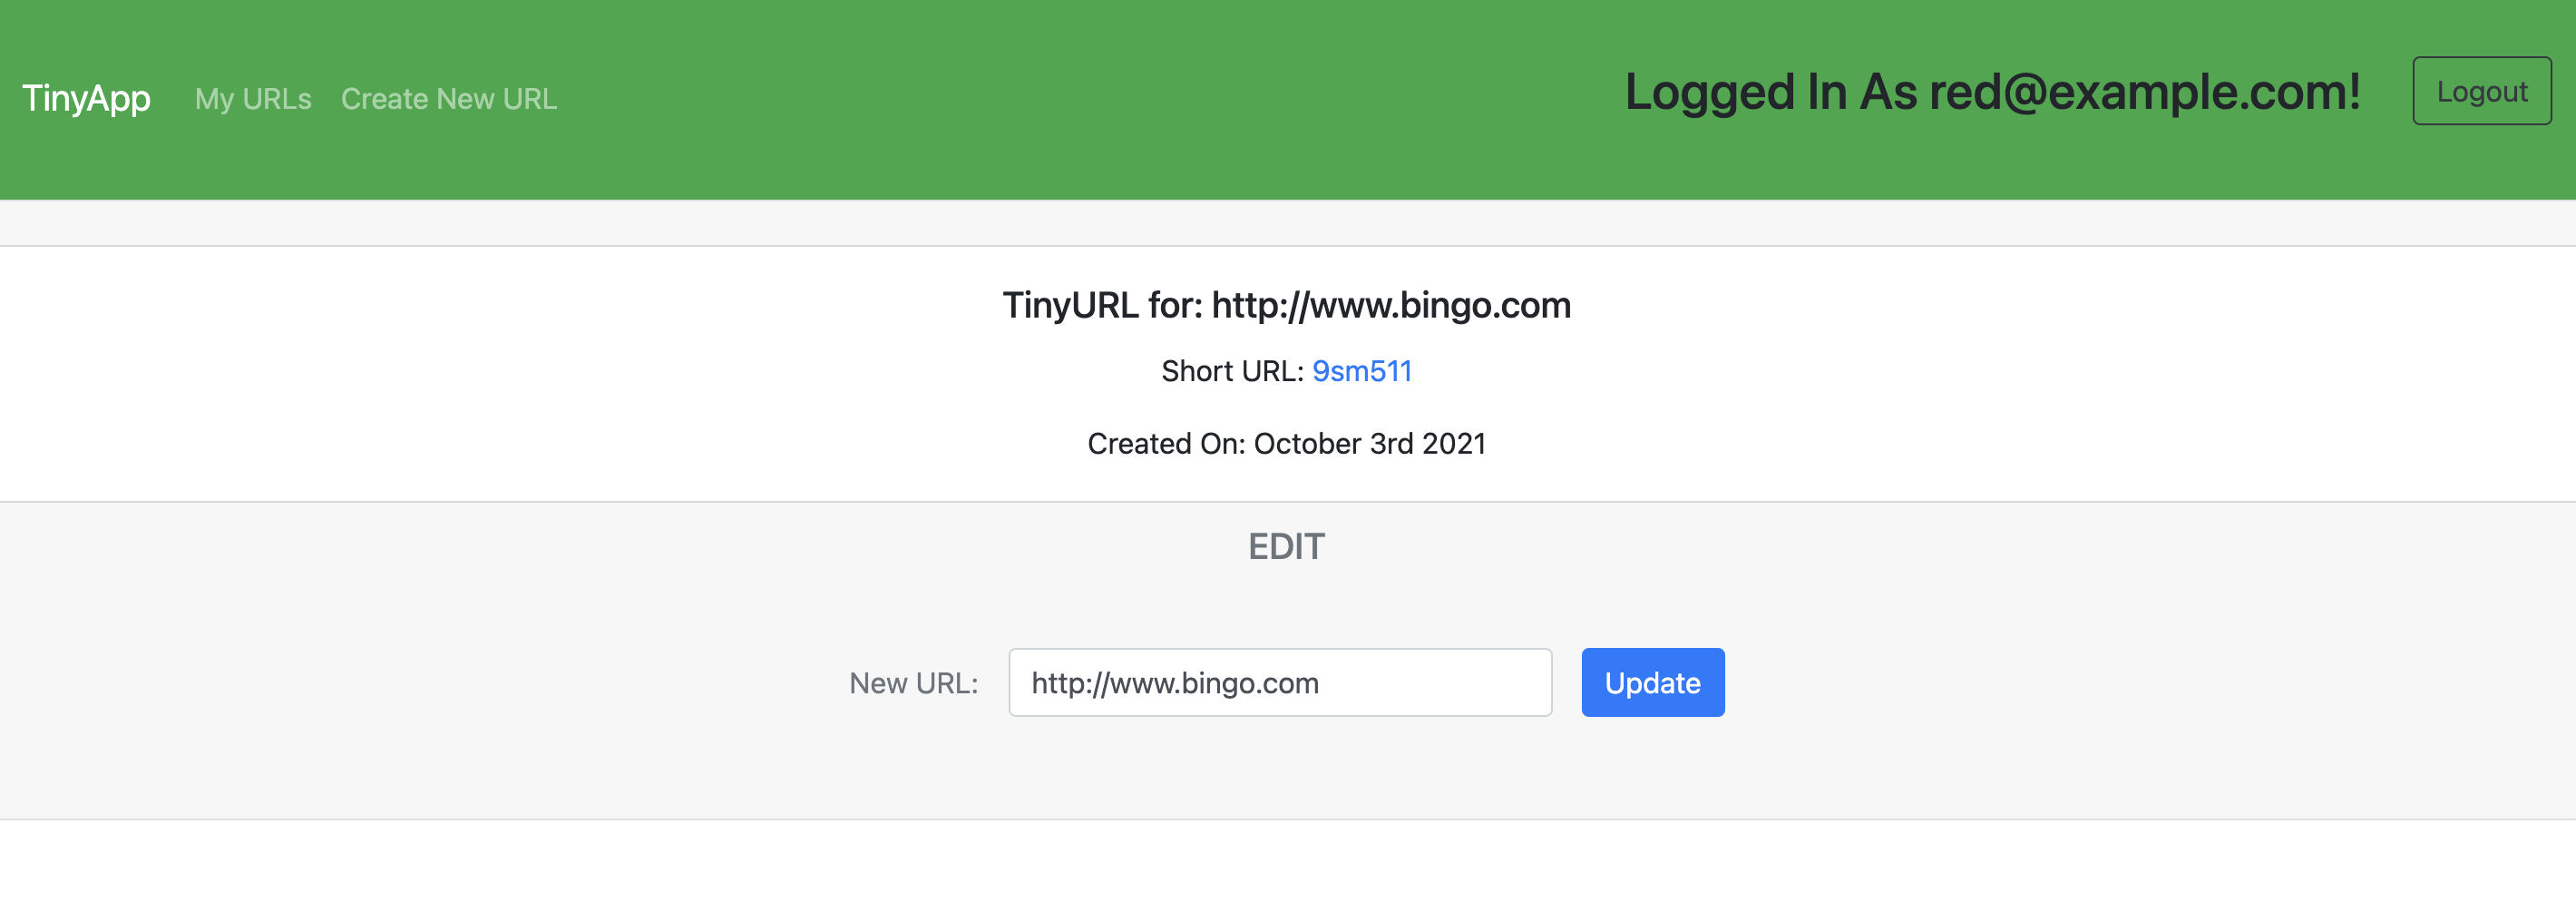 TinyApp My URLs Create New URL Logged In As red@example.com! Logout
TinyURL for: http://www.bingo.com
Short URL: 9sm511
Created On: October 3rd 2021
EDIT
New URL: http://www.bingo.com Update